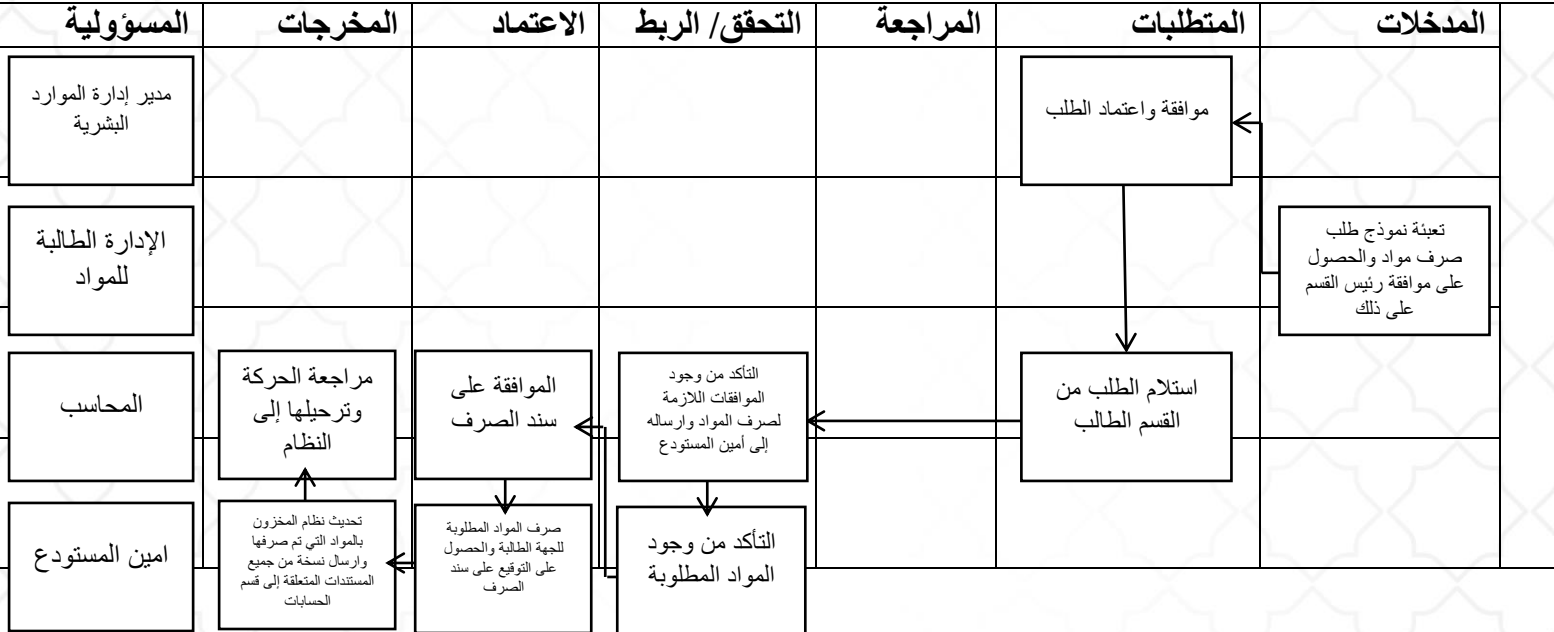 المدخلات
المتطلبات
المراجعة
التحقق/ الربط
الاعتماد
المخرجات
المسؤولية
موافقة واعتماد الطلب
مدير إدارة الموارد
البشرية
تعبئة نموذج طلب
صرف مواد والحصول
على موافقة رئيس القسم
على ذلك
الإدارة الطالبة
للمواد
استلام الطلب من
القسم الطالب
التأكد من وجود
الموافقات اللازمة
لصرف المواد وارساله
إلى أمين المستودع
الموافقة على
سند الصرف
مراجعة الحركة
وترحيلها إلى
النظام
المحاسب
التأكد من وجود
المواد المطلوبة
صرف المواد المطلوبة
للجهة الطالبة والحصول
على التوقيع على سند
الصرف
تحديث نظام المخزون
بالمواد التي تم صرفها
وارسال نسخة من جميع
المستندات المتعلقة إلى قسم
الحسابات
امين المستودع